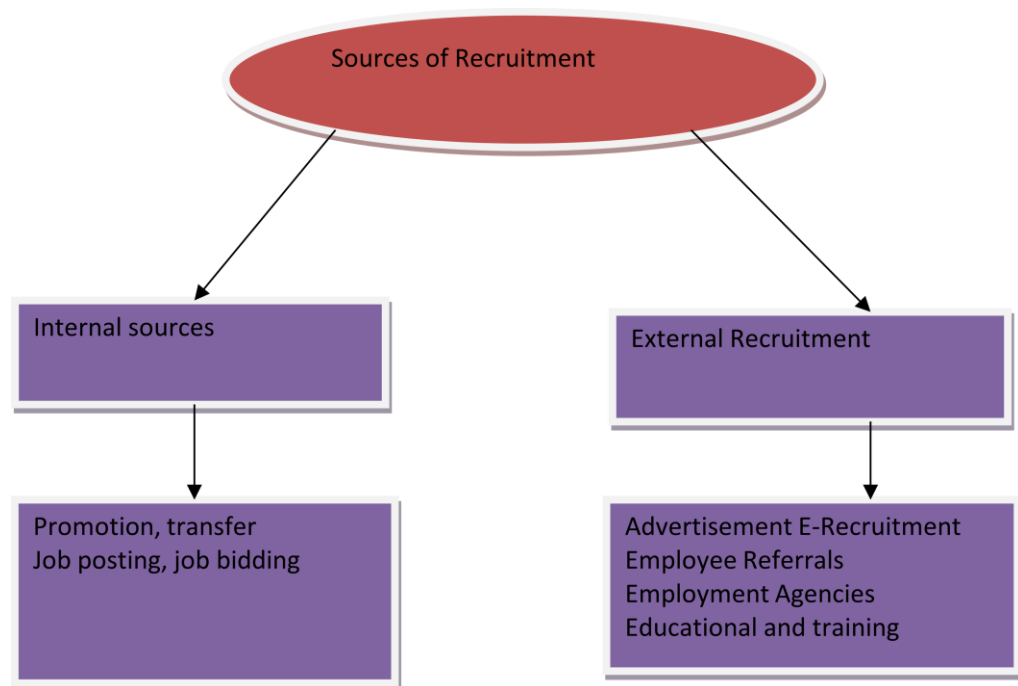 Sources of Recruitment
Internal sources
External Recruitment
Promotion, transfer
Job posting, job bidding
Advertisement E-Recruitment
Employee Referrals
Employment Agencies
Educational and training